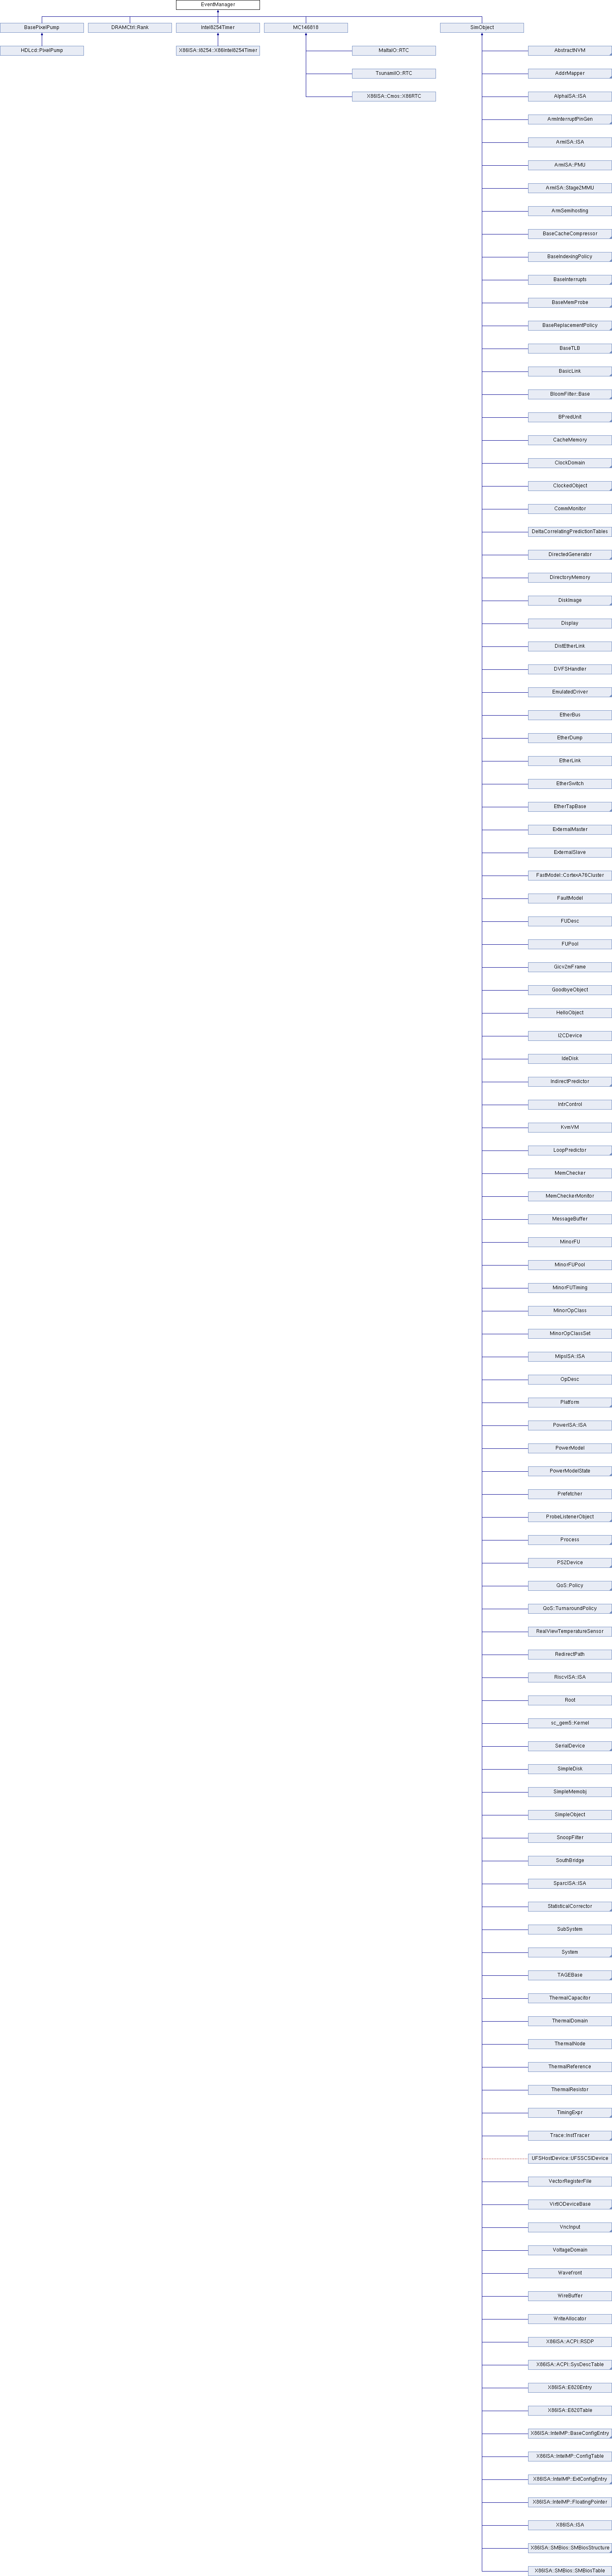 EventManager
BasePixelPump
DRAMCtrl::Rank
Intel8254Timer
MC146818
SimObject
HDLcd::PixelPump
X86ISA::I8254::X86Intel8254Timer
MaltaIO::RTC
AbstractNVM
TsunamiIO::RTC
AddrMapper
X86ISA::Cmos::X86RTC
AlphaISA::ISA
ArmInterruptPinGen
ArmISA::ISA
ArmISA::PMU
ArmISA::Stage2MMU
ArmSemihosting
BaseCacheCompressor
BaseIndexingPolicy
BaseInterrupts
BaseMemProbe
BaseReplacementPolicy
BaseTLB
BasicLink
BloomFilter::Base
BPredUnit
CacheMemory
ClockDomain
ClockedObject
CommMonitor
DeltaCorrelatingPredictionTables
DirectedGenerator
DirectoryMemory
DiskImage
Display
DistEtherLink
DVFSHandler
EmulatedDriver
EtherBus
EtherDump
EtherLink
EtherSwitch
EtherTapBase
ExternalMaster
ExternalSlave
FastModel::CortexA76Cluster
FaultModel
FUDesc
FUPool
Gicv2mFrame
GoodbyeObject
HelloObject
I2CDevice
IdeDisk
IndirectPredictor
IntrControl
KvmVM
LoopPredictor
MemChecker
MemCheckerMonitor
MessageBuffer
MinorFU
MinorFUPool
MinorFUTiming
MinorOpClass
MinorOpClassSet
MipsISA::ISA
OpDesc
Platform
PowerISA::ISA
PowerModel
PowerModelState
Prefetcher
ProbeListenerObject
Process
PS2Device
QoS::Policy
QoS::TurnaroundPolicy
RealViewTemperatureSensor
RedirectPath
RiscvISA::ISA
Root
sc_gem5::Kernel
SerialDevice
SimpleDisk
SimpleMemobj
SimpleObject
SnoopFilter
SouthBridge
SparcISA::ISA
StatisticalCorrector
SubSystem
System
TAGEBase
ThermalCapacitor
ThermalDomain
ThermalNode
ThermalReference
ThermalResistor
TimingExpr
Trace::InstTracer
UFSHostDevice::UFSSCSIDevice
VectorRegisterFile
VirtIODeviceBase
VncInput
VoltageDomain
Wavefront
WireBuffer
WriteAllocator
X86ISA::ACPI::RSDP
X86ISA::ACPI::SysDescTable
X86ISA::E820Entry
X86ISA::E820Table
X86ISA::IntelMP::BaseConfigEntry
X86ISA::IntelMP::ConfigTable
X86ISA::IntelMP::ExtConfigEntry
X86ISA::IntelMP::FloatingPointer
X86ISA::ISA
X86ISA::SMBios::SMBiosStructure
X86ISA::SMBios::SMBiosTable